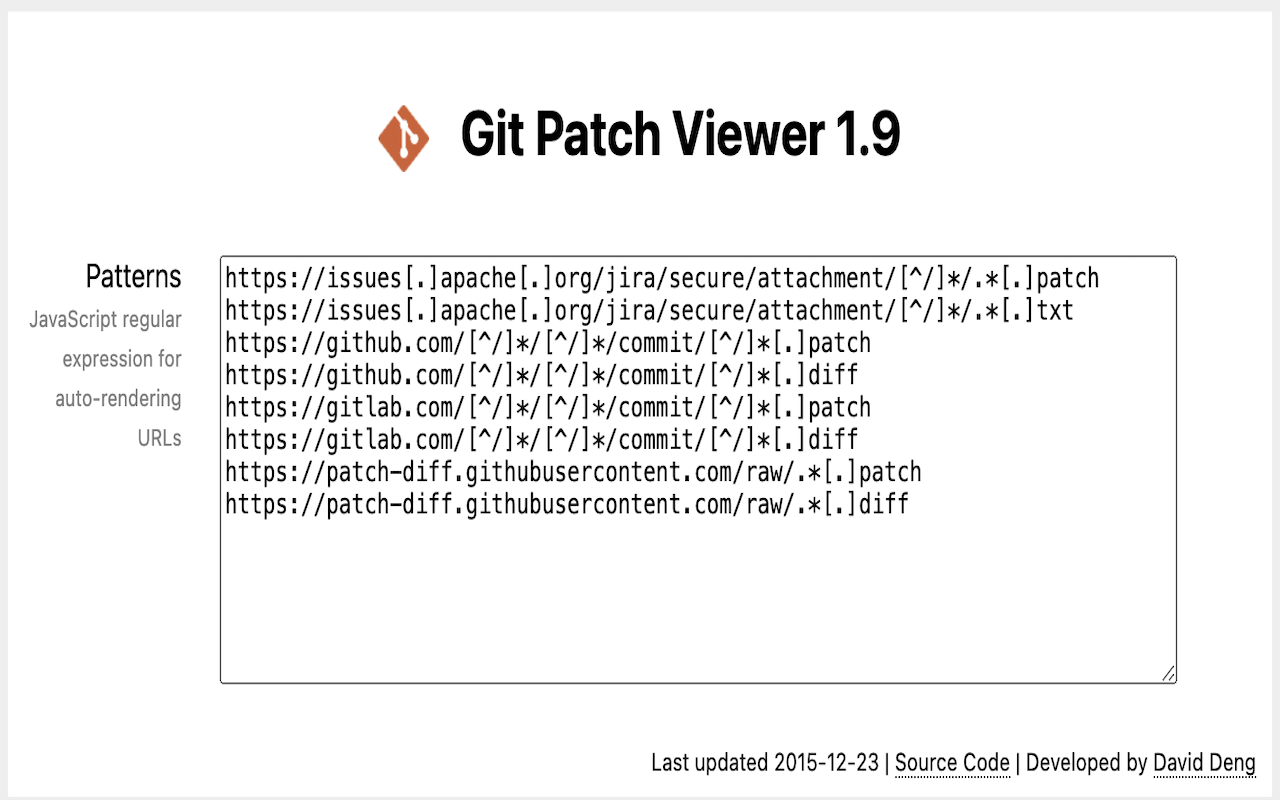 Git Patch Viewer 1.9
Patterns
JavaScript regular
expression for
auto-rendering
URLs
https://issues[.]apache[.]org/jira/secure/attachment/[^/]*/.*[.]patch
https://issues[.]apache[.]org/jira/secure/attachment/[^/]*/.*[.]txt
https://github.com/[^/]*/[^/]*/commit/[^/]*[.]patch
https://github.com/[^/]*/[^/]*/commit/[^/]*[.]diff
https://gitlab.com/[^/]*/[^/]*/commit/[^/]*[.]patch
https://gitlab.com/[^/]*/[^/]*/commit/[^/]*[.]diff
https://patch-diff.githubusercontent.com/raw/.*[.]patch
https://patch-diff.githubusercontent.com/raw/.*[.]diff
Last updated 2015-12-23 | Source Code | Developed by David Deng